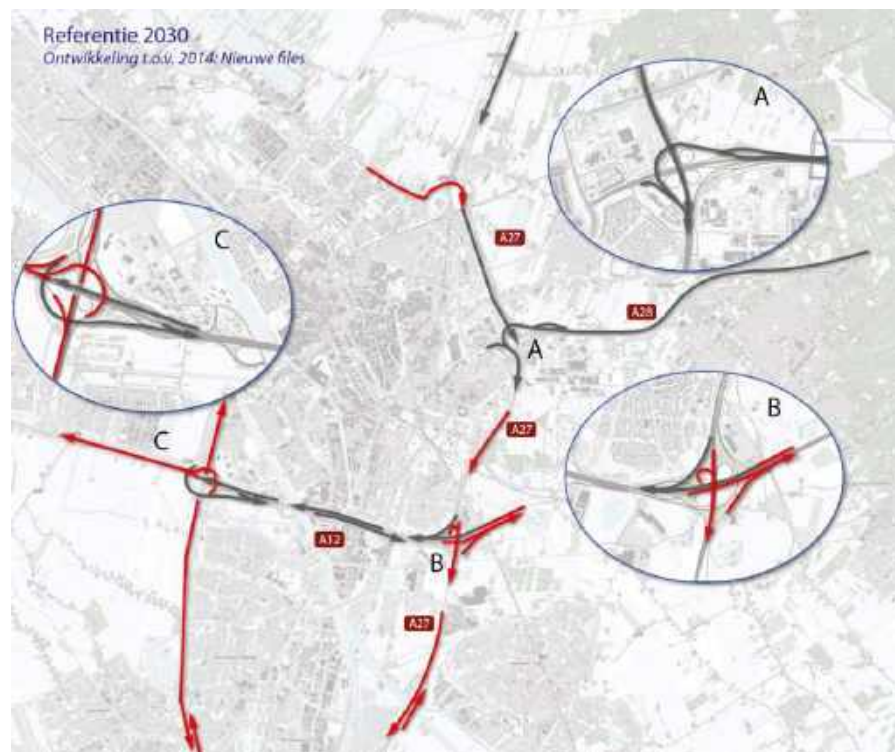 Referentie 2030
Ontwikkeling t.o.v. 2014: Nieuwe files
A
C
A27
A28
A
B
C
A27
A12
B
A27